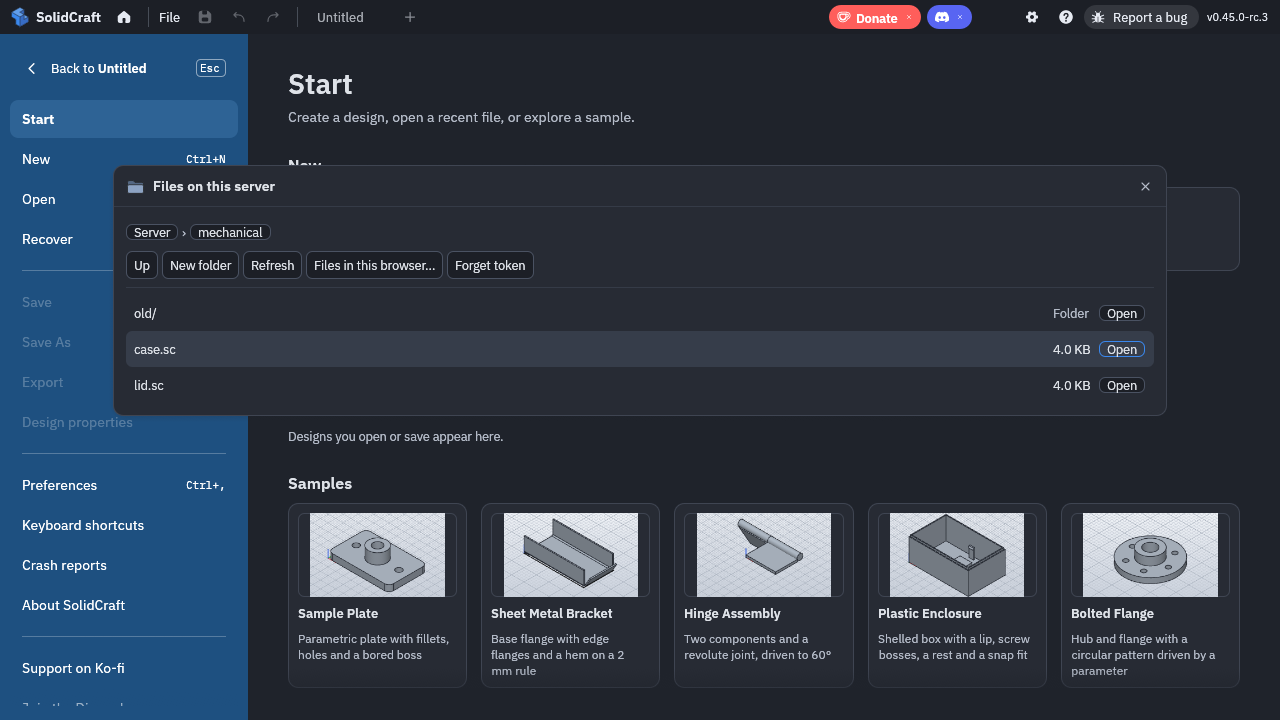 SolidCraft
File
Untitled
Donate ×
×
Report a bug
v0.45.0-rc.3
Back to Untitled
Esc
Start
New
Ctrl+N
Open
Recover
Save
Save As
Export
Design properties
Preferences
Ctrl+,
Keyboard shortcuts
Crash reports
About SolidCraft
Support on Ko-fi
Start
Create a design, open a recent file, or explore a sample.
New
Files on this server
Server › mechanical
Up
New folder
Refresh
Files in this browser...
Forget token
old/
Folder
Open
case.sc
4.0 KB
Open
lid.sc
4.0 KB
Open
Designs you open or save appear here.
Samples
Sample Plate
Parametric plate with fillets,
holes and a bored boss
Sheet Metal Bracket
Base flange with edge
flanges and a hem on a 2
mm rule
Hinge Assembly
Two components and a
revolute joint, driven to 60°
Plastic Enclosure
Shelled box with a lip, screw
bosses, a rest and a snap fit
Bolted Flange
Hub and flange with a
circular pattern driven by a
parameter